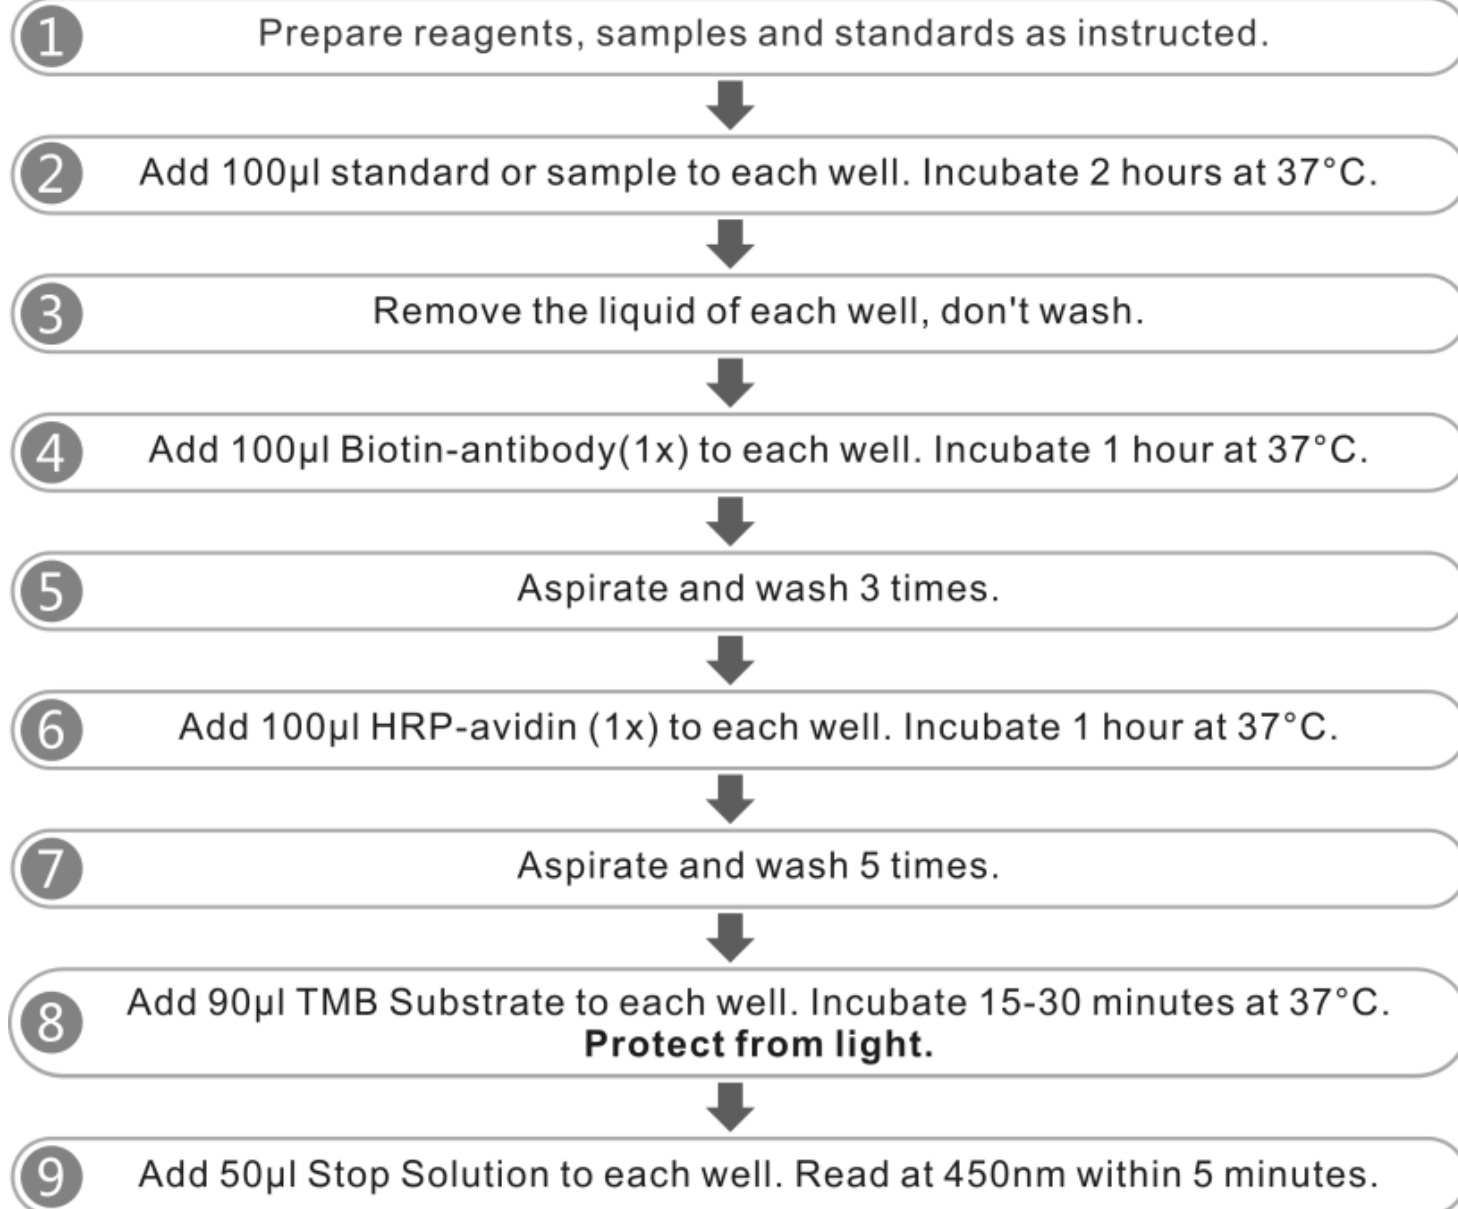 1 Prepare reagents, samples and standards as instructed.
2 Add 100μl standard or sample to each well. Incubate 2 hours at 37°C.
3 Remove the liquid of each well, don't wash.
4 Add 100μl Biotin-antibody(1x) to each well. Incubate 1 hour at 37°C.
5 Aspirate and wash 3 times.
6 Add 100μl HRP-avidin (1x) to each well. Incubate 1 hour at 37°C.
7 Aspirate and wash 5 times.
8 Add 90μl TMB Substrate to each well. Incubate 15-30 minutes at 37°C.
Protect from light.
9 Add 50μl Stop Solution to each well. Read at 450nm within 5 minutes.